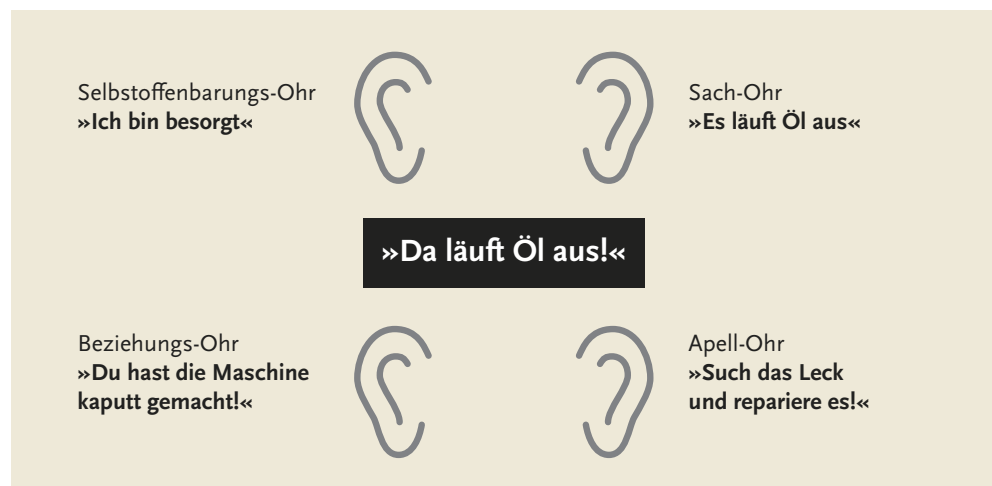 Selbstoffenbarungs-Ohr
»Ich bin besorgt«
Sach-Ohr
»Es läuft Öl aus«
»Da läuft Öl aus!«
Beziehungs-Ohr
»Du hast die Maschine
kaputt gemacht!«
Apell-Ohr
»Such das Leck
und repariere es!«